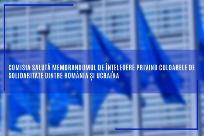 COMISIA SALUTĂ MEMORANDUMUL DE ÎNȚELEGERE PRIVIND CULOARELE DE
SOLIDARITATE DINTRE ROMÂNIA ȘI UCRAINA